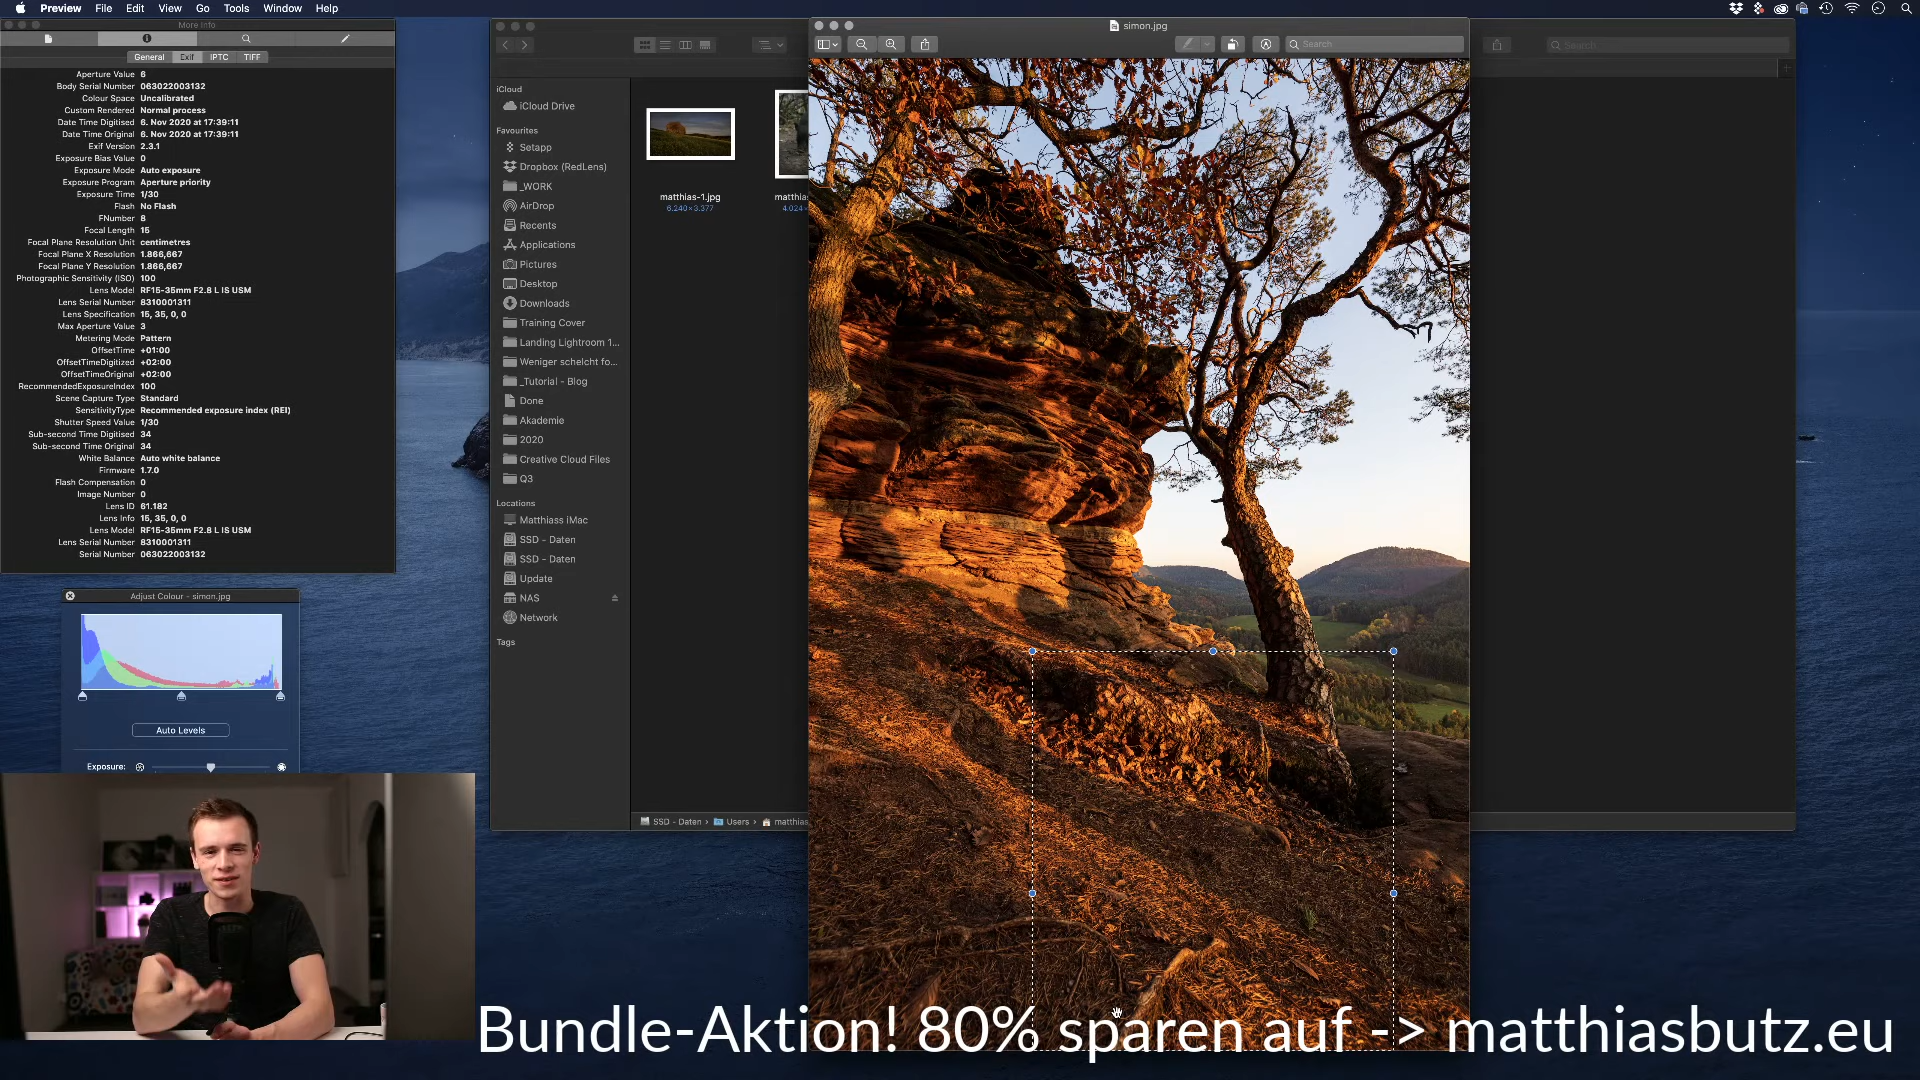 Preview File Edit View Go Tools Window Help
More Info
General Exif IPTC TIFF
Aperture Value 6
Body Serial Number 063022003132
Colour Space Uncalibrated
Custom Rendered Normal process
Date Time Digitised 6. Nov 2020 at 17:39:11
Date Time Original 6. Nov 2020 at 17:39:11
Exif Version 2.3.1
Exposure Bias Value 0
Exposure Mode Auto exposure
Exposure Program Aperture priority
Exposure Time 1/30
Flash No Flash
FNumber 8
Focal Length 15
Focal Plane Resolution Unit centimetres
Focal Plane X Resolution 1.866,667
Focal Plane Y Resolution 1.866,667
Photographic Sensitivity (ISO) 100
Lens Model RF15-35mm F2.8 L IS USM
Lens Serial Number 8310001311
Lens Specification 15, 35, 0, 0
Max Aperture Value 3
Metering Mode Pattern
OffsetTime +01:00
OffsetTimeDigitized +02:00
OffsetTimeOriginal +02:00
RecommendedExposureIndex 100
Scene Capture Type Standard
SensitivityType Recommended exposure index (REI)
Shutter Speed Value 1/30
Sub-second Time Digitised 34
Sub-second Time Original 34
White Balance Auto white balance
Firmware 1.7.0
Flash Compensation 0
Image Number 0
Lens ID 61.182
Lens Info 15, 35, 0, 0
Lens Model RF15-35mm F2.8 L IS USM
Lens Serial Number 8310001311
Serial Number 063022003132
Adjust Colour - simon.jpg
Auto Levels
Exposure:
iCloud
iCloud Drive
Favourites
Setapp
Dropbox (RedLens)
_WORK
AirDrop
Recents
Applications
Pictures
Desktop
Downloads
Training Cover
Landing Lightroom 1...
Weniger schelcht fo...
_Tutorial - Blog
Done
Akademie
2020
Creative Cloud Files
Q3
Locations
Matthiass iMac
SSD - Daten
SSD - Daten
Update
NAS
Network
Tags
matthias-1.jpg
6.240×3.377
matthia
4.024×
SSD - Daten › Users › matthias
simon.jpg
Search
Search
Bundle-Aktion! 80% sparen auf -> matthiasbutz.eu